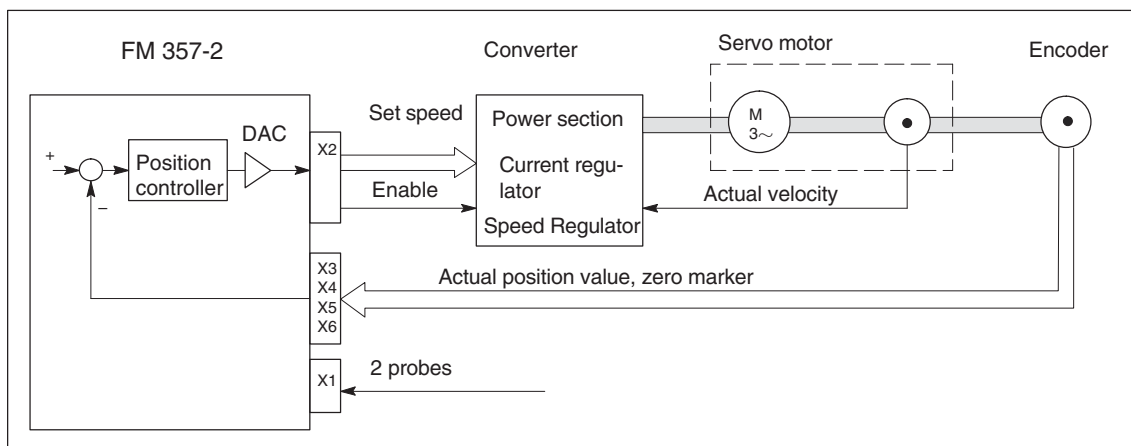 FM 357-2
Converter
Servo motor
Encoder
DAC
Set speed
+
Position
controller
–
X2
Enable
Power section
Current regu-
lator
Speed Regulator
M
3~
Actual velocity
X3
X4
X5
X6
Actual position value, zero marker
X1
2 probes